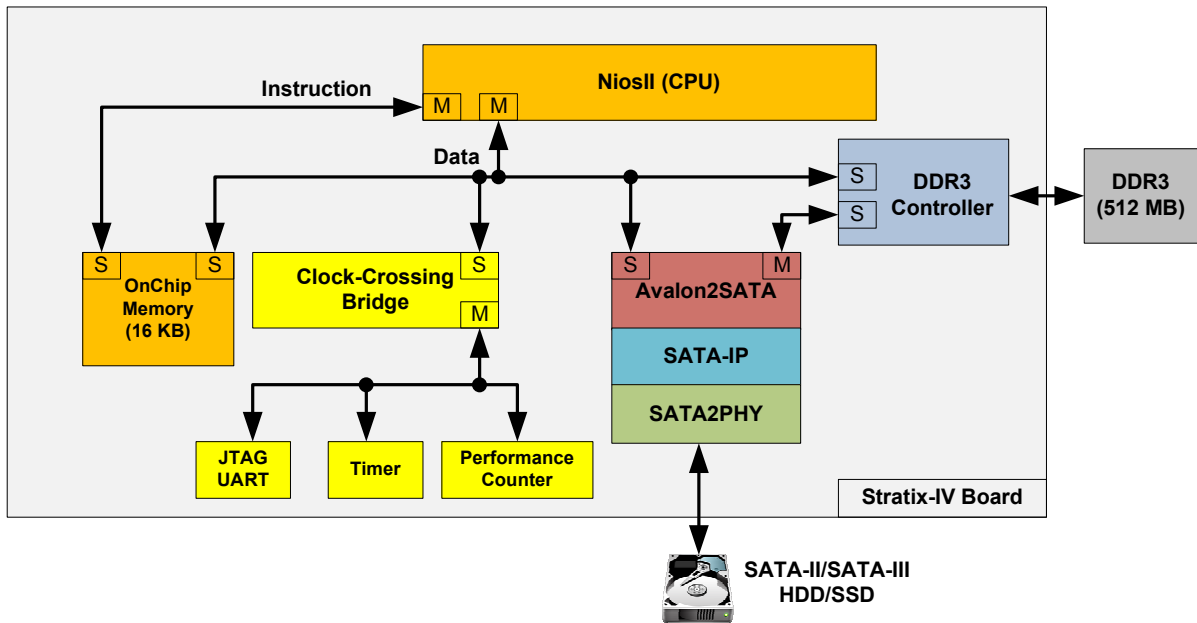 NiosII (CPU)
Instruction
M
M
Data
S
S
DDR3
Controller
DDR3
(512 MB)
S
S
OnChip
Memory
(16 KB)
S
Clock-Crossing
Bridge
M
S
M
Avalon2SATA
SATA-IP
SATA2PHY
JTAG
UART
Timer
Performance
Counter
Stratix-IV Board
SATA-II/SATA-III
HDD/SSD